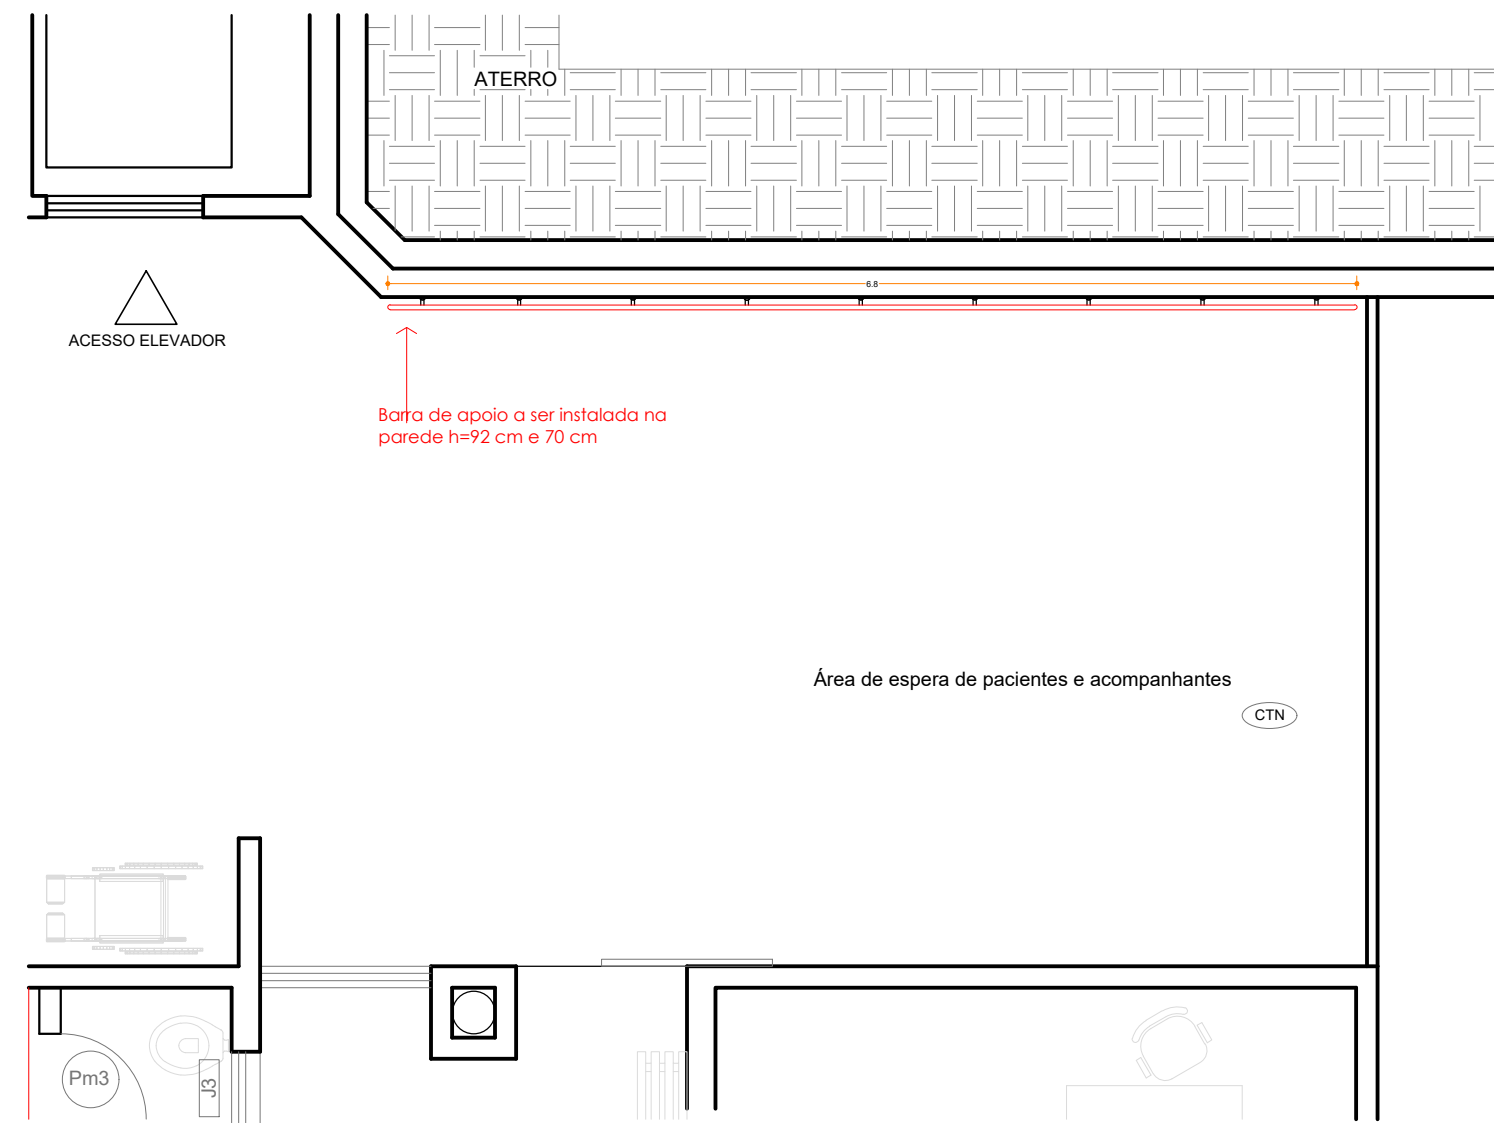 ATERRO
6.8
ACESSO ELEVADOR
Barra de apoio a ser instalada na
parede h=92 cm e 70 cm
Área de espera de pacientes e acompanhantes
CTN
Pm3
J3